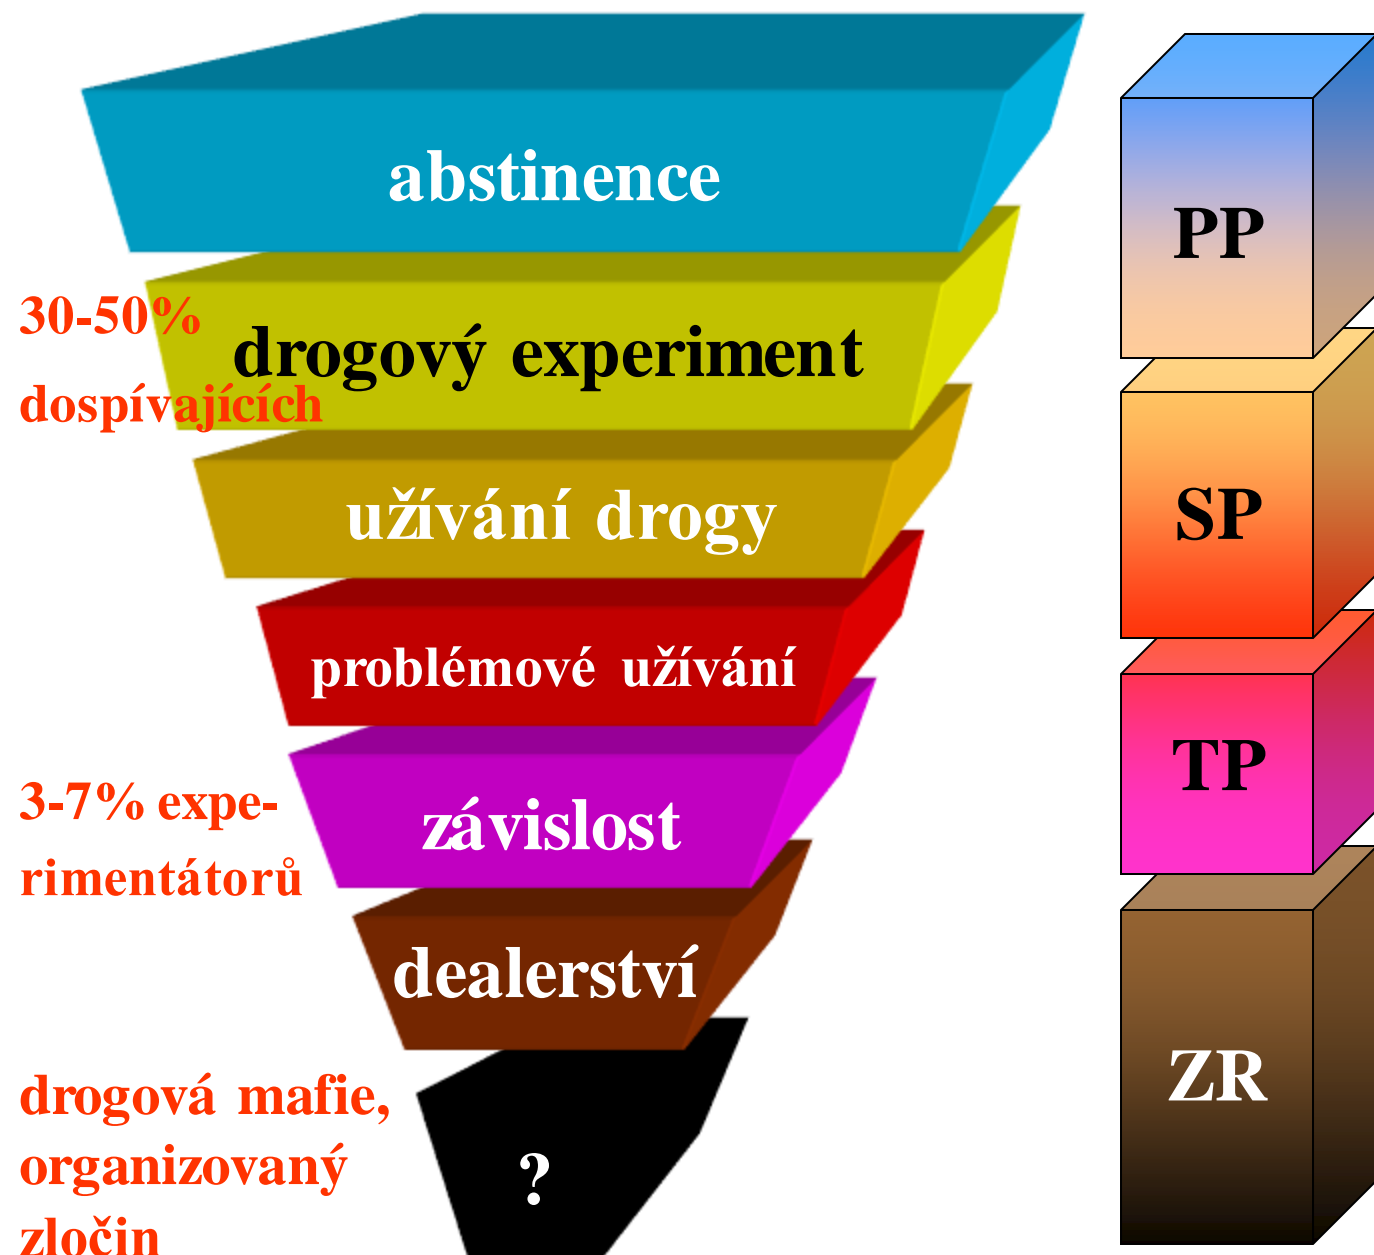 abstinence
PP
30-50%
drogový experiment
dospívajících
užívání drogy
SP
problémové užívání
TP
3-7% expe-
závislost
rimentátorů
dealerství
ZR
drogová mafie,
organizovaný
?
zločin